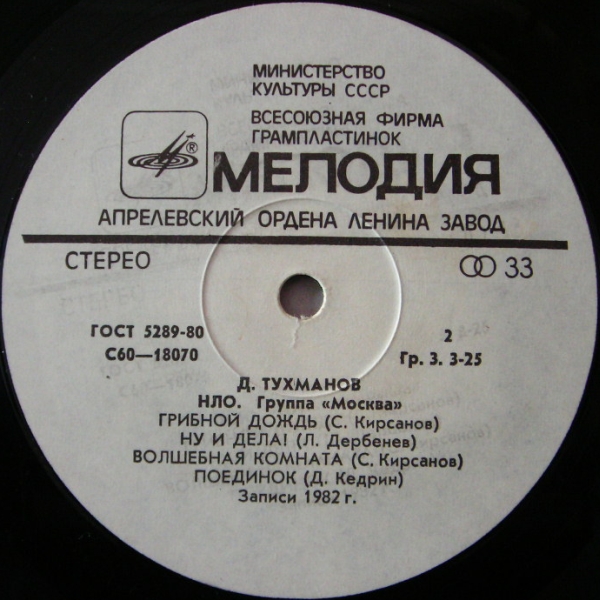 МИНИСТЕРСТВО
КУЛЬТУРЫ СССР
ВСЕСОЮЗНАЯ ФИРМА
ГРАМПЛАСТИНОК
® МЕЛОДИЯ
АПРЕЛЕВСКИЙ ОРДЕНА ЛЕНИНА ЗАВОД
СТЕРЕО 33
ГОСТ 5289-80 2
С60—18070 Гр. 3. 3-25
Д. ТУХМАНОВ
НЛО. Группа «Москва»
ГРИБНОЙ ДОЖДЬ (С. Кирсанов)
НУ И ДЕЛА! (Л. Дербенев)
ВОЛШЕБНАЯ КОМНАТА (С. Кирсанов)
ПОЕДИНОК (Д. Кедрин)
Записи 1982 г.